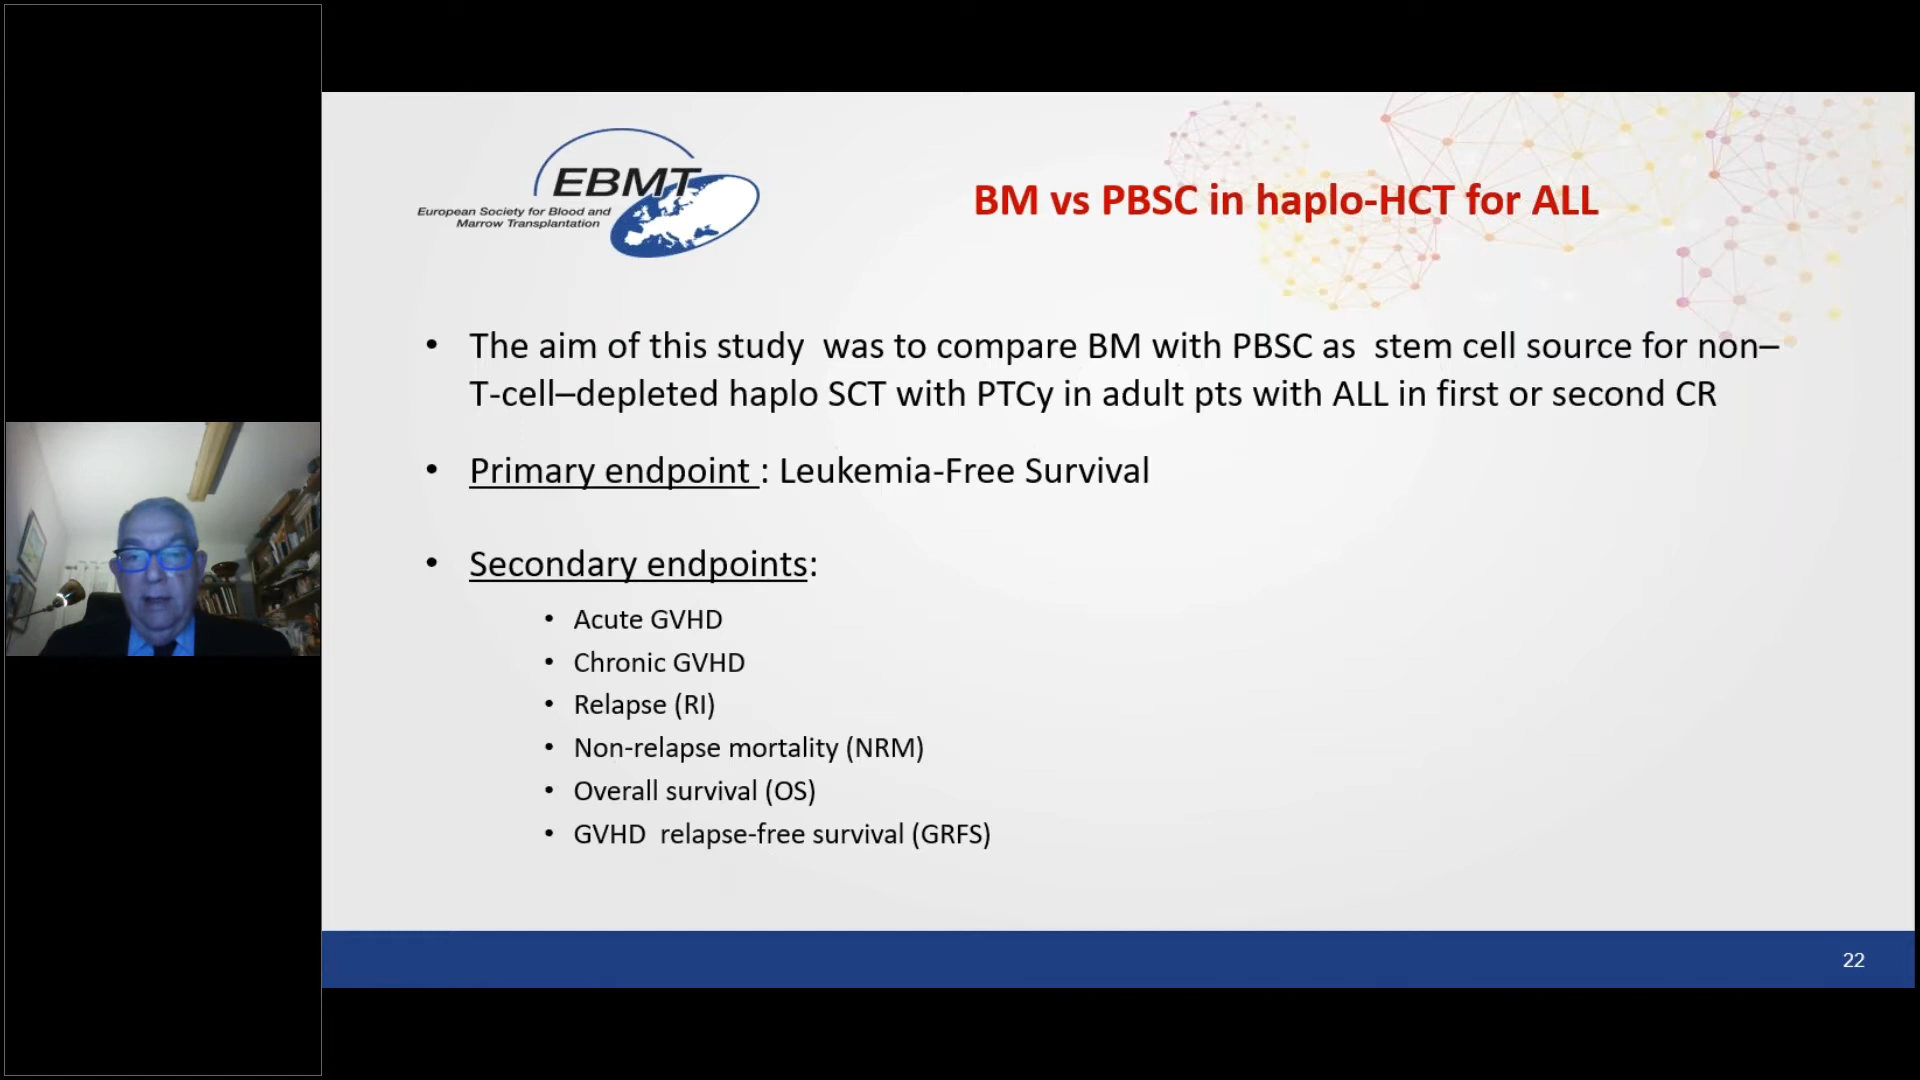 EBMT
European Society for Blood and
Marrow Transplantation
BM vs PBSC in haplo-HCT for ALL
• The aim of this study was to compare BM with PBSC as stem cell source for non–
T-cell–depleted haplo SCT with PTCy in adult pts with ALL in first or second CR
• Primary endpoint : Leukemia-Free Survival
• Secondary endpoints:
• Acute GVHD
• Chronic GVHD
• Relapse (RI)
• Non-relapse mortality (NRM)
• Overall survival (OS)
• GVHD relapse-free survival (GRFS)
22